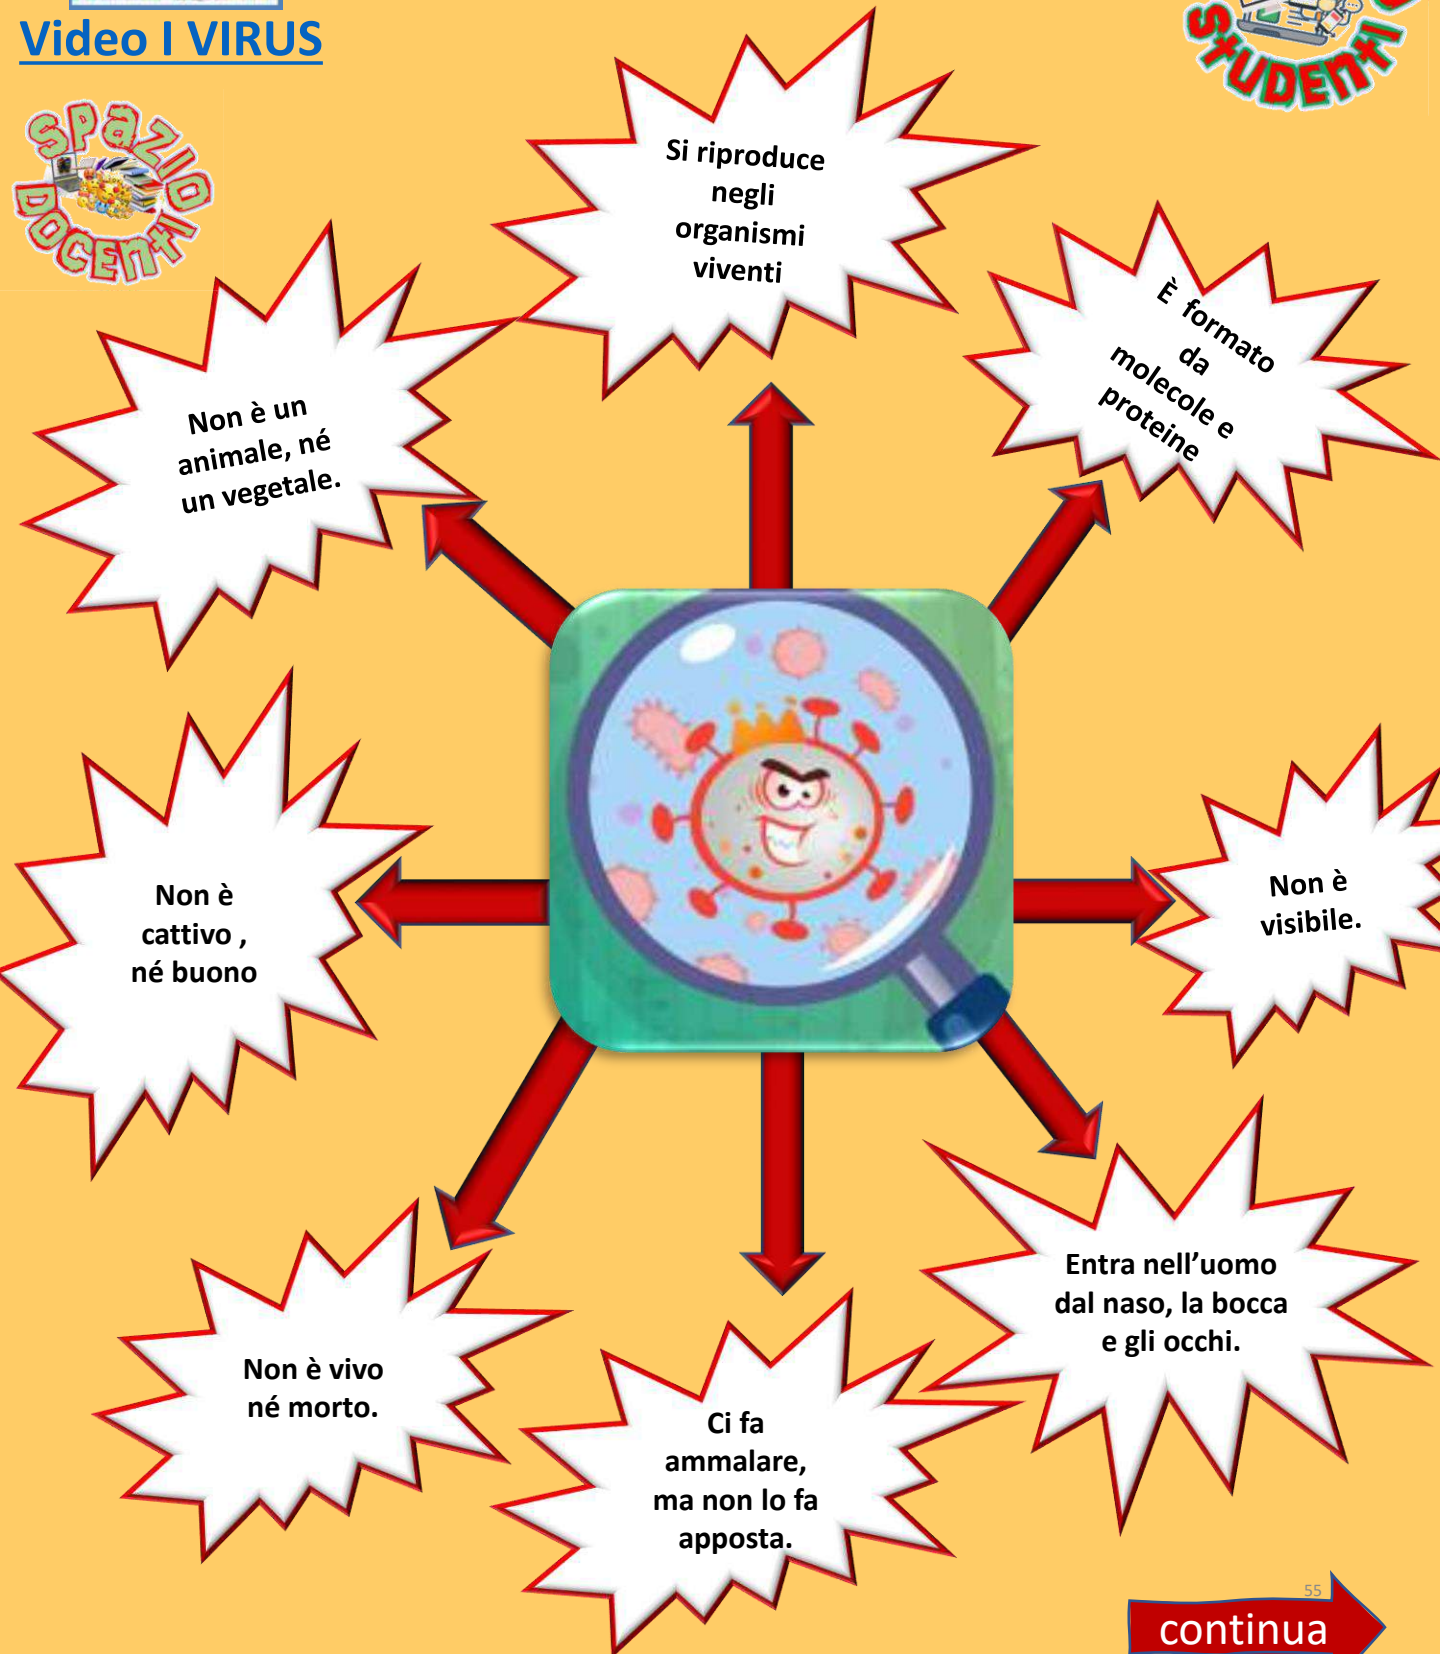 Video I VIRUS
STUDENTI
SPAZIO
DOCENTI
Si riproduce
negli
organismi
viventi
È formato
da
molecole e
proteine
Non è un
animale, né
un vegetale.
Non è
cattivo ,
né buono
Non è
visibile.
Entra nell’uomo
dal naso, la bocca
e gli occhi.
Non è vivo
né morto.
Ci fa
ammalare,
ma non lo fa
apposta.
55
continua